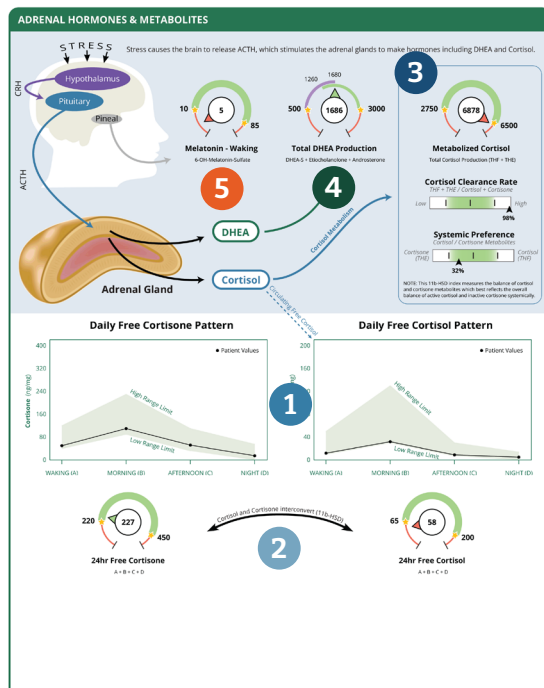 ADRENAL HORMONES & METABOLITES
STRESS
Stress causes the brain to release ACTH, which stimulates the adrenal glands to make hormones including DHEA and Cortisol.
Hypothalamus
CRH
Pituitary
Pineal
ACTH
10
5
85
Melatonin - Waking
6-OH-Melatonin-Sulfate
1260
1680
500
1686
3000
Total DHEA Production
DHEA-S + Etiocholanolone + Androsterone
3
2750
6878
6500
Metabolized Cortisol
Total Cortisol Production (THF + THE)
Cortisol Clearance Rate
THF + THE / Cortisol + Cortisone
Low
High
98%
Systemic Preference
Cortisol / Cortisone Metabolites
Cortisone
(THE)
Cortisol
(THF)
32%
NOTE: This 11b-HSD index measures the balance of cortisol
and cortisone metabolites which best reflects the overall
balance of active cortisol and inactive cortisone systemically.
5
4
DHEA
Cortisol
Cortisol Metabolism
Circulating Free Cortisol
Adrenal Gland
Daily Free Cortisone Pattern
400
320
240
160
80
0
Cortisone (ng/mg)
Patient Values
High Range Limit
Low Range Limit
WAKING (A)
MORNING (B)
AFTERNOON (C)
NIGHT (D)
1
Daily Free Cortisol Pattern
200
0
Patient Values
High Range Limit
Low Range Limit
WAKING (A)
MORNING (B)
AFTERNOON (C)
NIGHT (D)
220
227
450
24hr Free Cortisone
A + B + C + D
Cortisol and Cortisone interconvert (11b-HSD)
2
65
58
200
24hr Free Cortisol
A + B + C + D